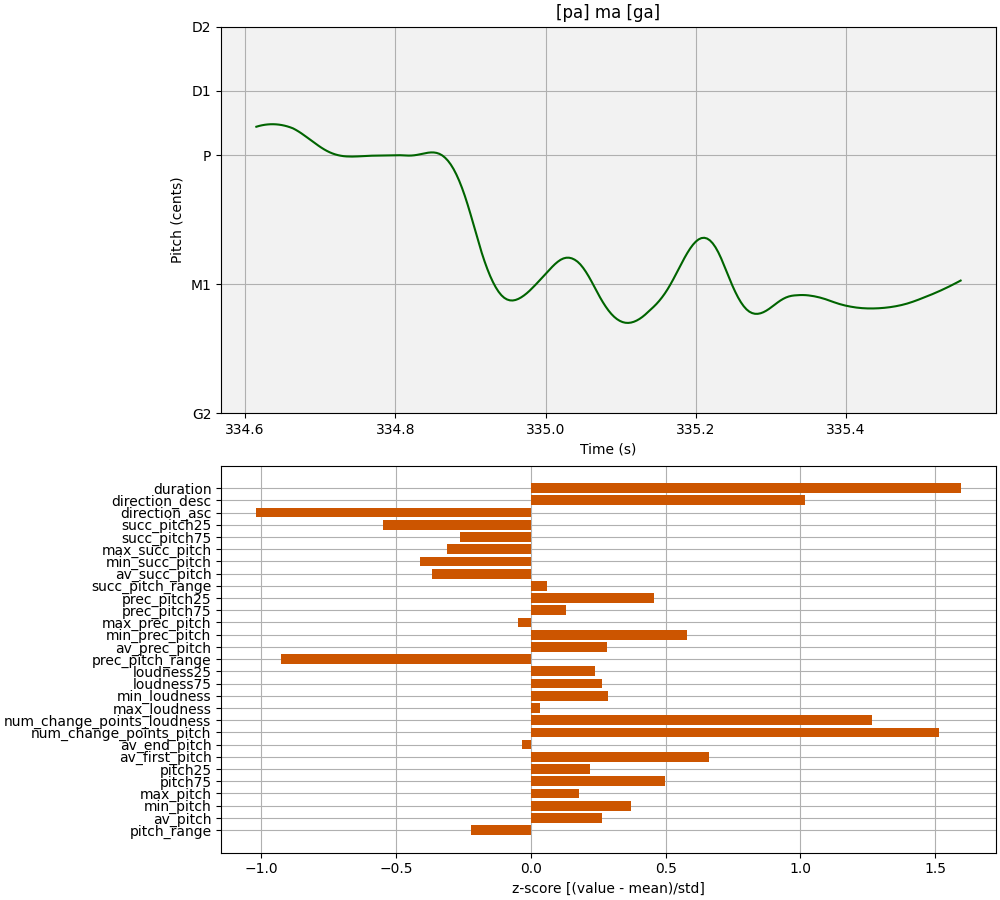 [pa] ma [ga]
D2
D1
P
M1
G2
Pitch (cents)
334.6 334.8 335.0 335.2 335.4
Time (s)
duration
direction_desc
direction_asc
succ_pitch25
succ_pitch75
max_succ_pitch
min_succ_pitch
av_succ_pitch
succ_pitch_range
prec_pitch25
prec_pitch75
max_prec_pitch
min_prec_pitch
av_prec_pitch
prec_pitch_range
loudness25
loudness75
min_loudness
max_loudness
num_change_points_loudness
num_change_points_pitch
av_end_pitch
av_first_pitch
pitch25
pitch75
max_pitch
min_pitch
av_pitch
pitch_range
−1.0 −0.5 0.0 0.5 1.0 1.5
z-score [(value - mean)/std]